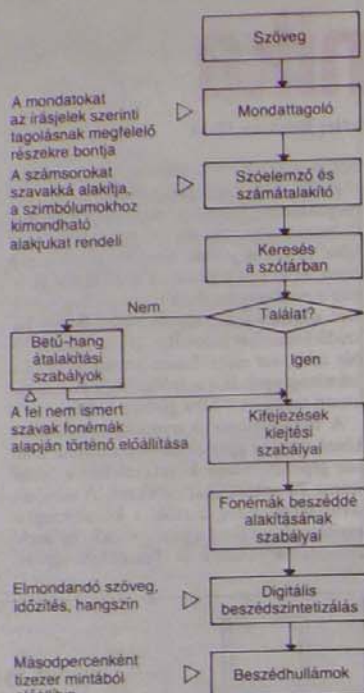 Szöveg
A mondatokat
az írásjelek szerinti
tagolásnak megfelelő
részekre bontja
Mondattagoló
A számsorokat
szavakká alakítja,
a szimbólumokhoz
kimondható
alakjukat rendeli
Szóelemző és
számátalakító
Keresés
a szótárban
Nem
Találat?
Betű-hang
átalakítási
szabályok
Igen
A fel nem ismert
szavak fonémák
alapján történő előállítása
Kifejezések
kiejtési
szabályai
Fonémák beszéddé
alakításának
szabályai
Elmondandó szöveg,
időzítés, hangszín
Digitális
beszédszintetizálás
Másodpercenként
tízezer mintából
Beszédhullámok